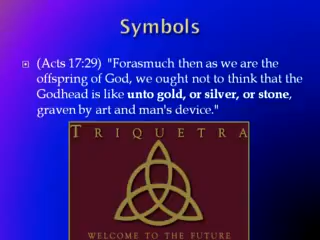 Symbols
(Acts 17:29)  "Forasmuch then as we are the
offspring of God, we ought not to think that the
Godhead is like unto gold, or silver, or stone,
graven by art and man's device."
TRIQUETRA
WELCOME TO THE FUTURE